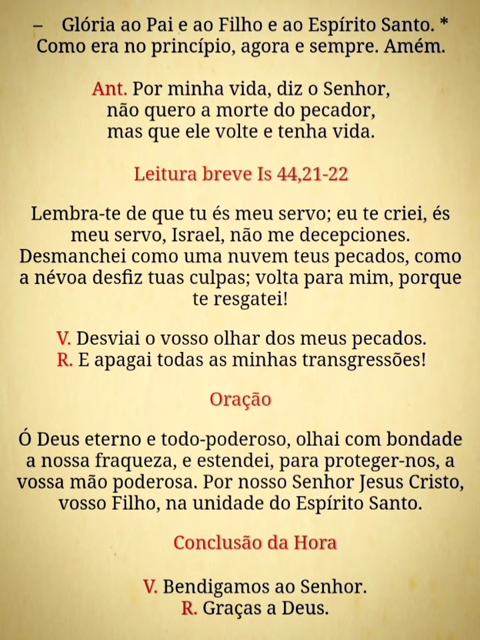 – Glória ao Pai e ao Filho e ao Espírito Santo. *
Como era no princípio, agora e sempre. Amém.
Ant. Por minha vida, diz o Senhor,
não quero a morte do pecador,
mas que ele volte e tenha vida.
Leitura breve Is 44,21-22
Lembra-te de que tu és meu servo; eu te criei, és
meu servo, Israel, não me decepciones.
Desmanchei como uma nuvem teus pecados, como
a névoa desfiz tuas culpas; volta para mim, porque
te resgatei!
V. Desviai o vosso olhar dos meus pecados.
R. E apagai todas as minhas transgressões!
Oração
Ó Deus eterno e todo-poderoso, olhai com bondade
a nossa fraqueza, e estendei, para proteger-nos, a
vossa mão poderosa. Por nosso Senhor Jesus Cristo,
vosso Filho, na unidade do Espírito Santo.
Conclusão da Hora
V. Bendigamos ao Senhor.
R. Graças a Deus.